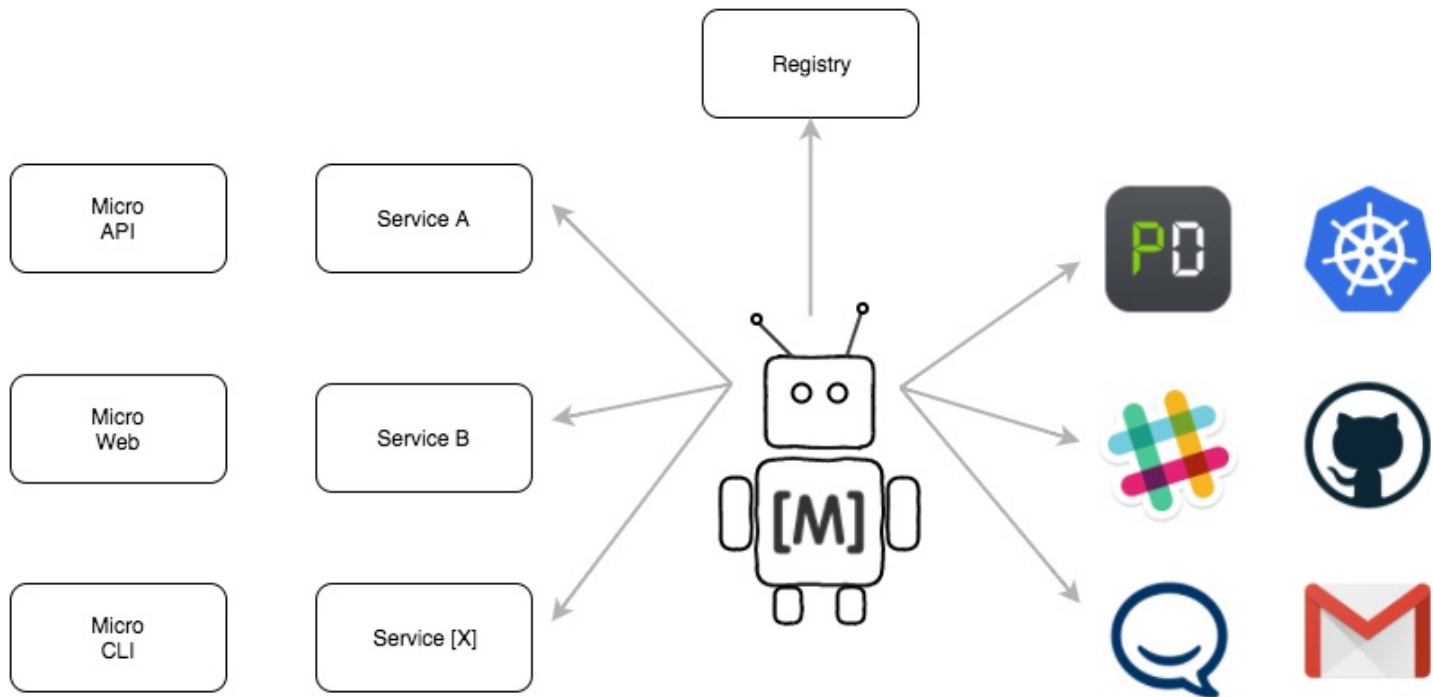 Registry
Micro
API
Service A
PD
Micro
Web
Service B
[M]
Micro
CLI
Service [X]